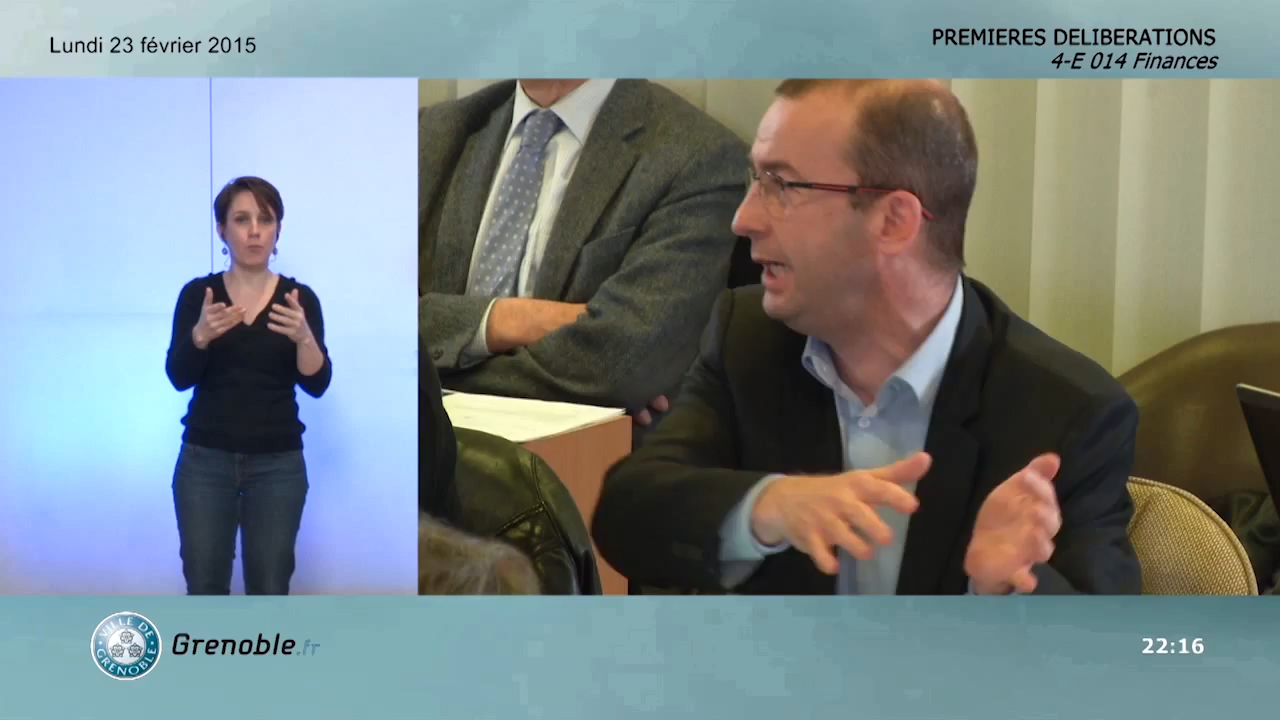 Lundi 23 février 2015
PREMIERES DELIBERATIONS
4-E 014 Finances
VILLE DE GRENOBLE
Grenoble.fr
22:16